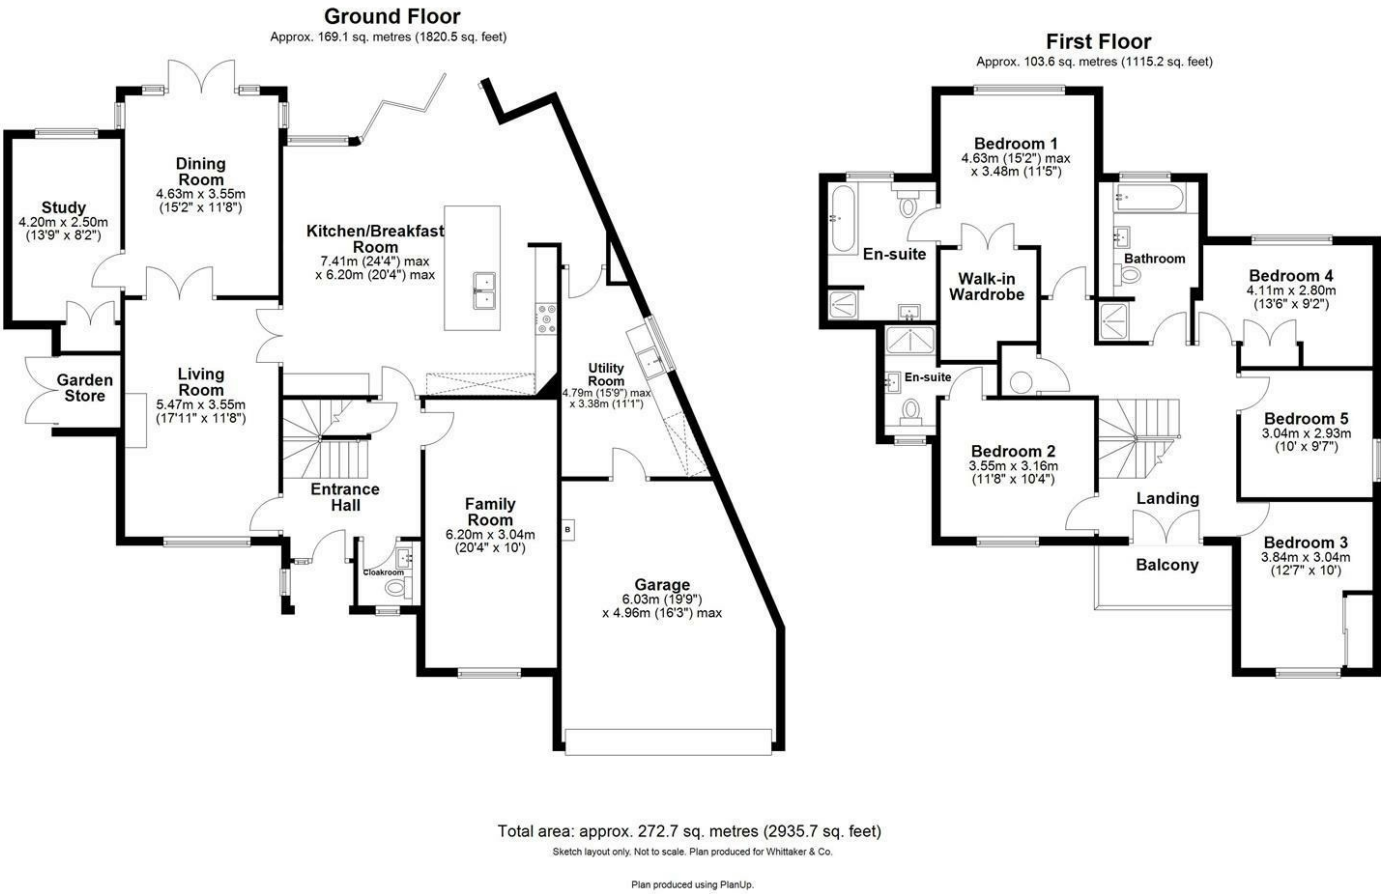 Ground Floor
Approx. 169.1 sq. metres (1820.5 sq. feet)
Dining
Room
4.63m x 3.55m
(15'2" x 11'8")
Study
4.20m x 2.50m
(13'9" x 8'2")
Kitchen/Breakfast
Room
7.41m (24'4") max
x 6.20m (20'4") max
Garden
Store
Living
Room
5.47m x 3.55m
(17'11" x 11'8")
Utility
Room
4.79m (15'9") max
x 3.38m (11'1")
Entrance
Hall
Family
Room
6.20m x 3.04m
(20'4" x 10')
B
Cloakroom
Garage
6.03m (19'9")
x 4.96m (16'3") max
First Floor
Approx. 103.6 sq. metres (1115.2 sq. feet)
Bedroom 1
4.63m (15'2") max
x 3.48m (11'5")
En-suite
Walk-in
Wardrobe
Bathroom
Bedroom 4
4.11m x 2.80m
(13'6" x 9'2")
En-suite
Bedroom 2
3.55m x 3.16m
(11'8" x 10'4")
Bedroom 5
3.04m x 2.93m
(10' x 9'7")
Landing
Bedroom 3
3.84m x 3.04m
(12'7" x 10')
Balcony
Total area: approx. 272.7 sq. metres (2935.7 sq. feet)
Sketch layout only. Not to scale. Plan produced for Whittaker & Co.
Plan produced using PlanUp.